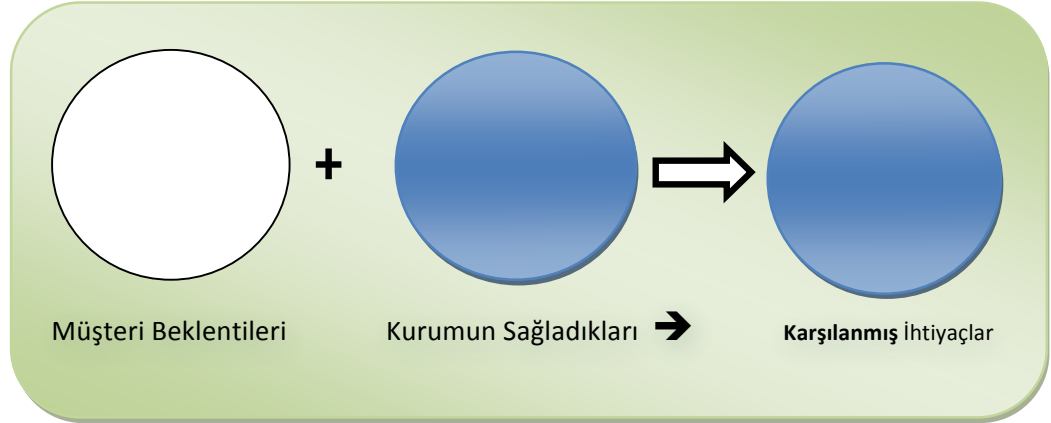 +
Müşteri Beklentileri
Kurumun Sağladıkları ➔
Karşılanmış İhtiyaçlar